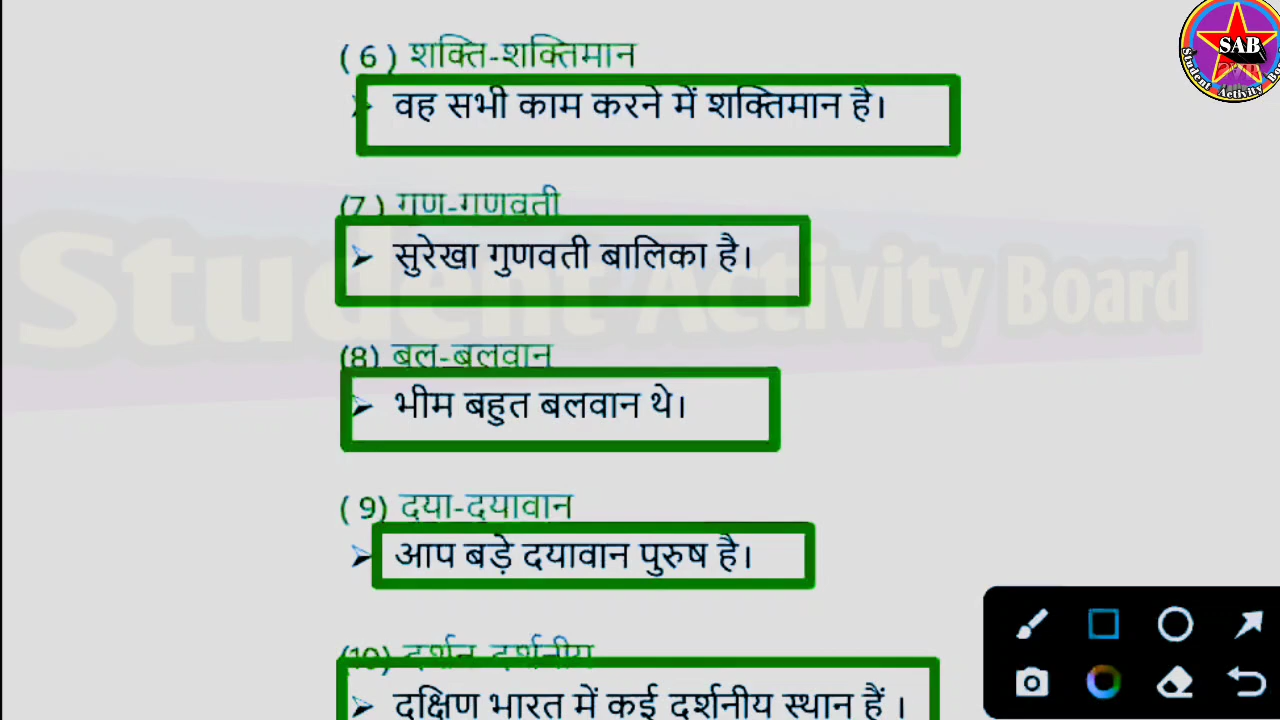 ( 6 ) शक्ति-शक्तिमान
➢ वह सभी काम करने में शक्तिमान है।
(7 ) गुण-गुणवती
➢ सुरेखा गुणवती बालिका है।
(8) बल-बलवान
➢ भीम बहुत बलवान थे।
( 9) दया-दयावान
➢ आप बड़े दयावान पुरुष है।
(10) दर्शन-दर्शनीय
➢ दक्षिण भारत में कई दर्शनीय स्थान हैं ।
Student Activity Board
SAB
Student Activity